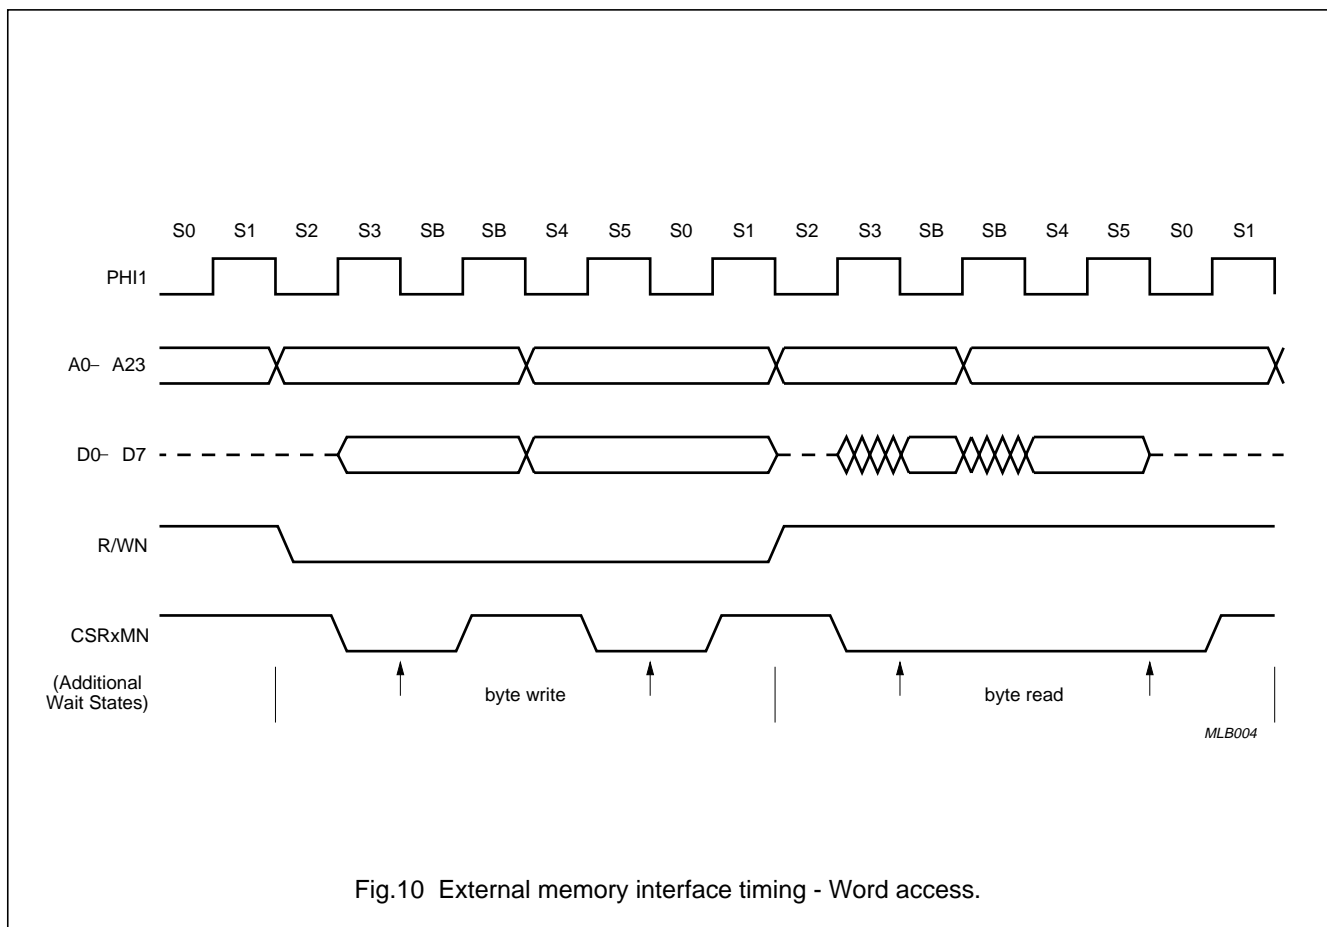 S0 S1 S2 S3 SB SB S4 S5 S0 S1 S2 S3 SB SB S4 S5 S0 S1
PHI1
A0– A23
D0– D7
R/WN
CSRxMN
(Additional
Wait States)
byte write
byte read
MLB004
Fig.10 External memory interface timing - Word access.